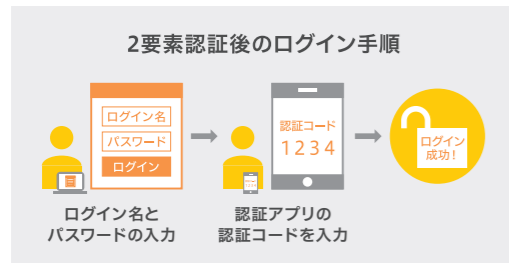 2要素認証後のログイン手順
ログイン名
パスワード
ログイン
認証コード
1234
ログイン
成功!
ログイン名と
パスワードの入力
認証アプリの
認証コードを入力